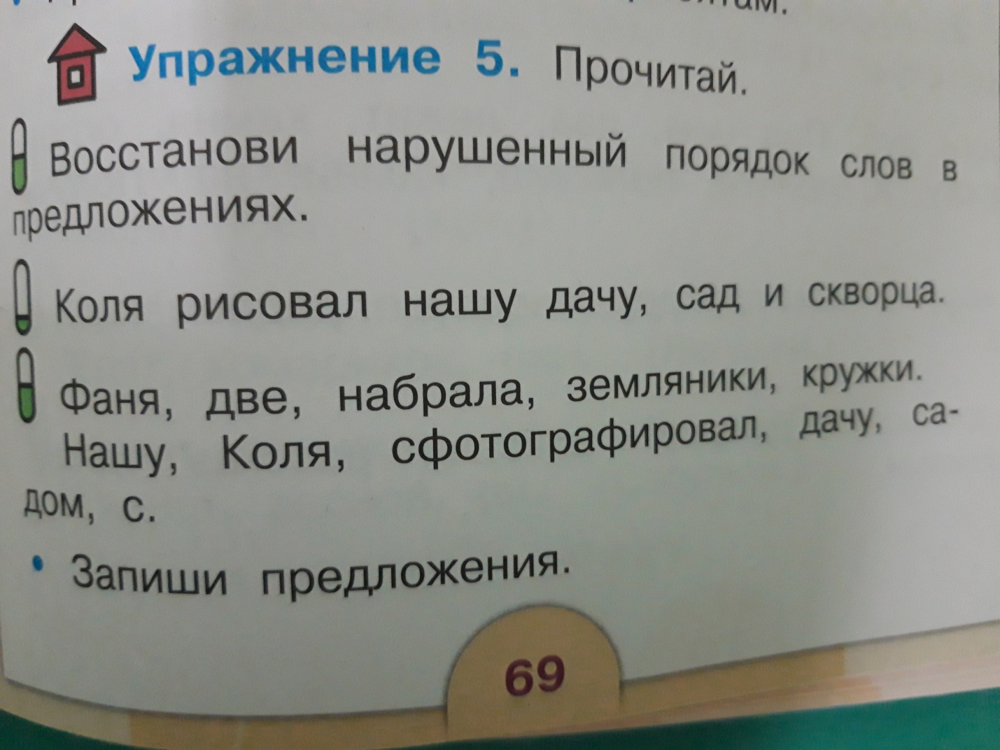 Упражнение 5. Прочитай.
Восстанови нарушенный порядок слов в
предложениях.
Коля рисовал нашу дачу, сад и скворца.
Фаня, две, набрала, земляники, кружки.
Нашу, Коля, сфотографировал, дачу, са-
дом, с.
• Запиши предложения.
69